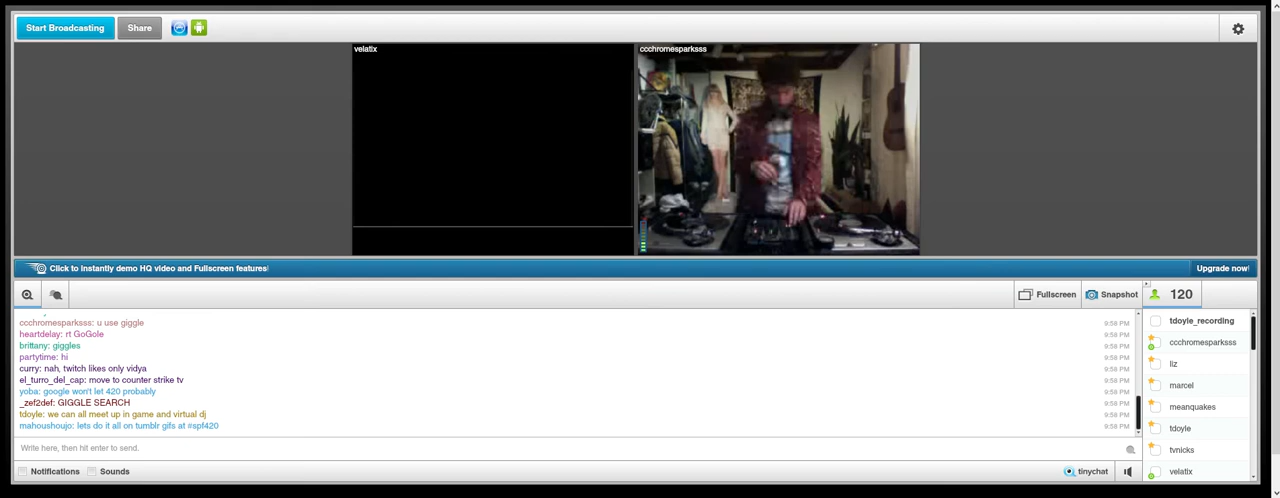 Start Broadcasting
Share
velatix
ccchromesparksss
Click to instantly demo HQ video and Fullscreen features!
Upgrade now!
Fullscreen
Snapshot
120
ccchromesparksss: u use giggle 9:58 PM
heartdelay: rt GoGole 9:58 PM
brittany: giggles 9:58 PM
partytime: hi 9:58 PM
curry: nah, twitch likes only vidya 9:58 PM
el_turro_del_cap: move to counter strike tv 9:58 PM
yoba: google won't let 420 probably 9:58 PM
_zef2def: GIGGLE SEARCH 9:58 PM
tdoyle: we can all meet up in game and virtual dj 9:58 PM
mahoushoujo: lets do it all on tumblr gifs at #spf420 9:58 PM
tdoyle_recording
ccchromesparksss
liz
marcel
meanquakes
tdoyle
tvnicks
velatix
Write here, then hit enter to send.
Notifications
Sounds
tinychat